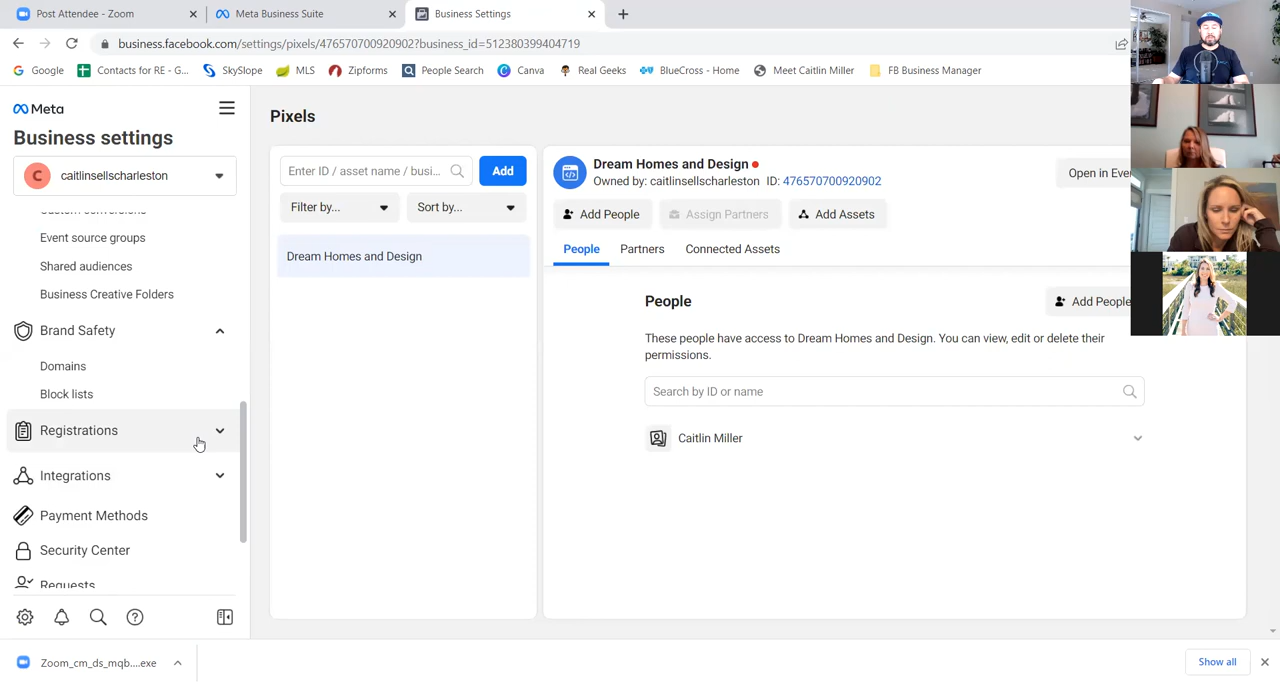 Post Attendee - Zoom
Meta Business Suite
Business Settings
business.facebook.com/settings/pixels/476570700920902?business_id=512530399404719
Google
Contacts for RE - G...
SkySlope
MLS
Zipforms
People Search
Canva
Real Geeks
BlueCross - Home
Meet Caitlin Miller
FB Business Manager
Meta
Business settings
C
caitlinsellscharleston
Custom conversions
Event source groups
Shared audiences
Business Creative Folders
Brand Safety
Domains
Block lists
Registrations
Integrations
Payment Methods
Security Center
Requests
Pixels
Enter ID / asset name / busi...
Add
Filter by...
Sort by...
Dream Homes and Design
Dream Homes and Design
Owned by: caitlinsellscharleston ID: 476570700920902
Open in Eve
Add People
Assign Partners
Add Assets
People
Partners
Connected Assets
People
Add People
These people have access to Dream Homes and Design. You can view, edit or delete their
permissions.
Search by ID or name
Caitlin Miller
Zoom_cm_ds_mqb....exe
Show all